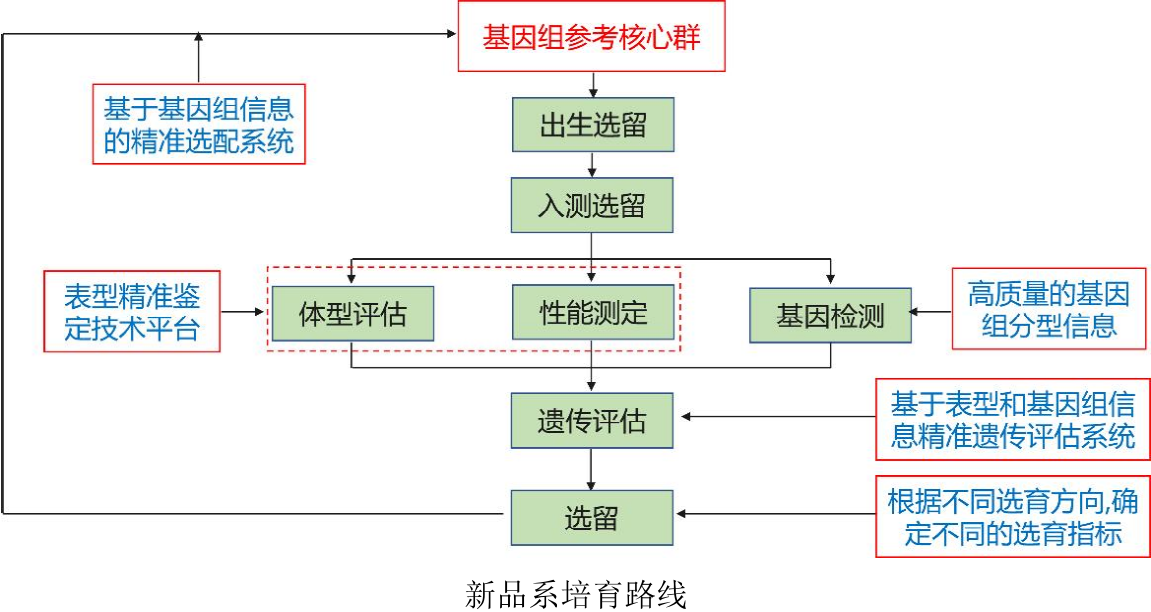 基因组参考核心群
基于基因组信息
的精准选配系统
出生选留
入测选留
表型精准鉴
定技术平台
体型评估
性能测定
基因检测
高质量的基因
组分型信息
遗传评估
基于表型和基因组信
息精准遗传评估系统
选留
根据不同选育方向,确
定不同的选育指标
新品系培育路线